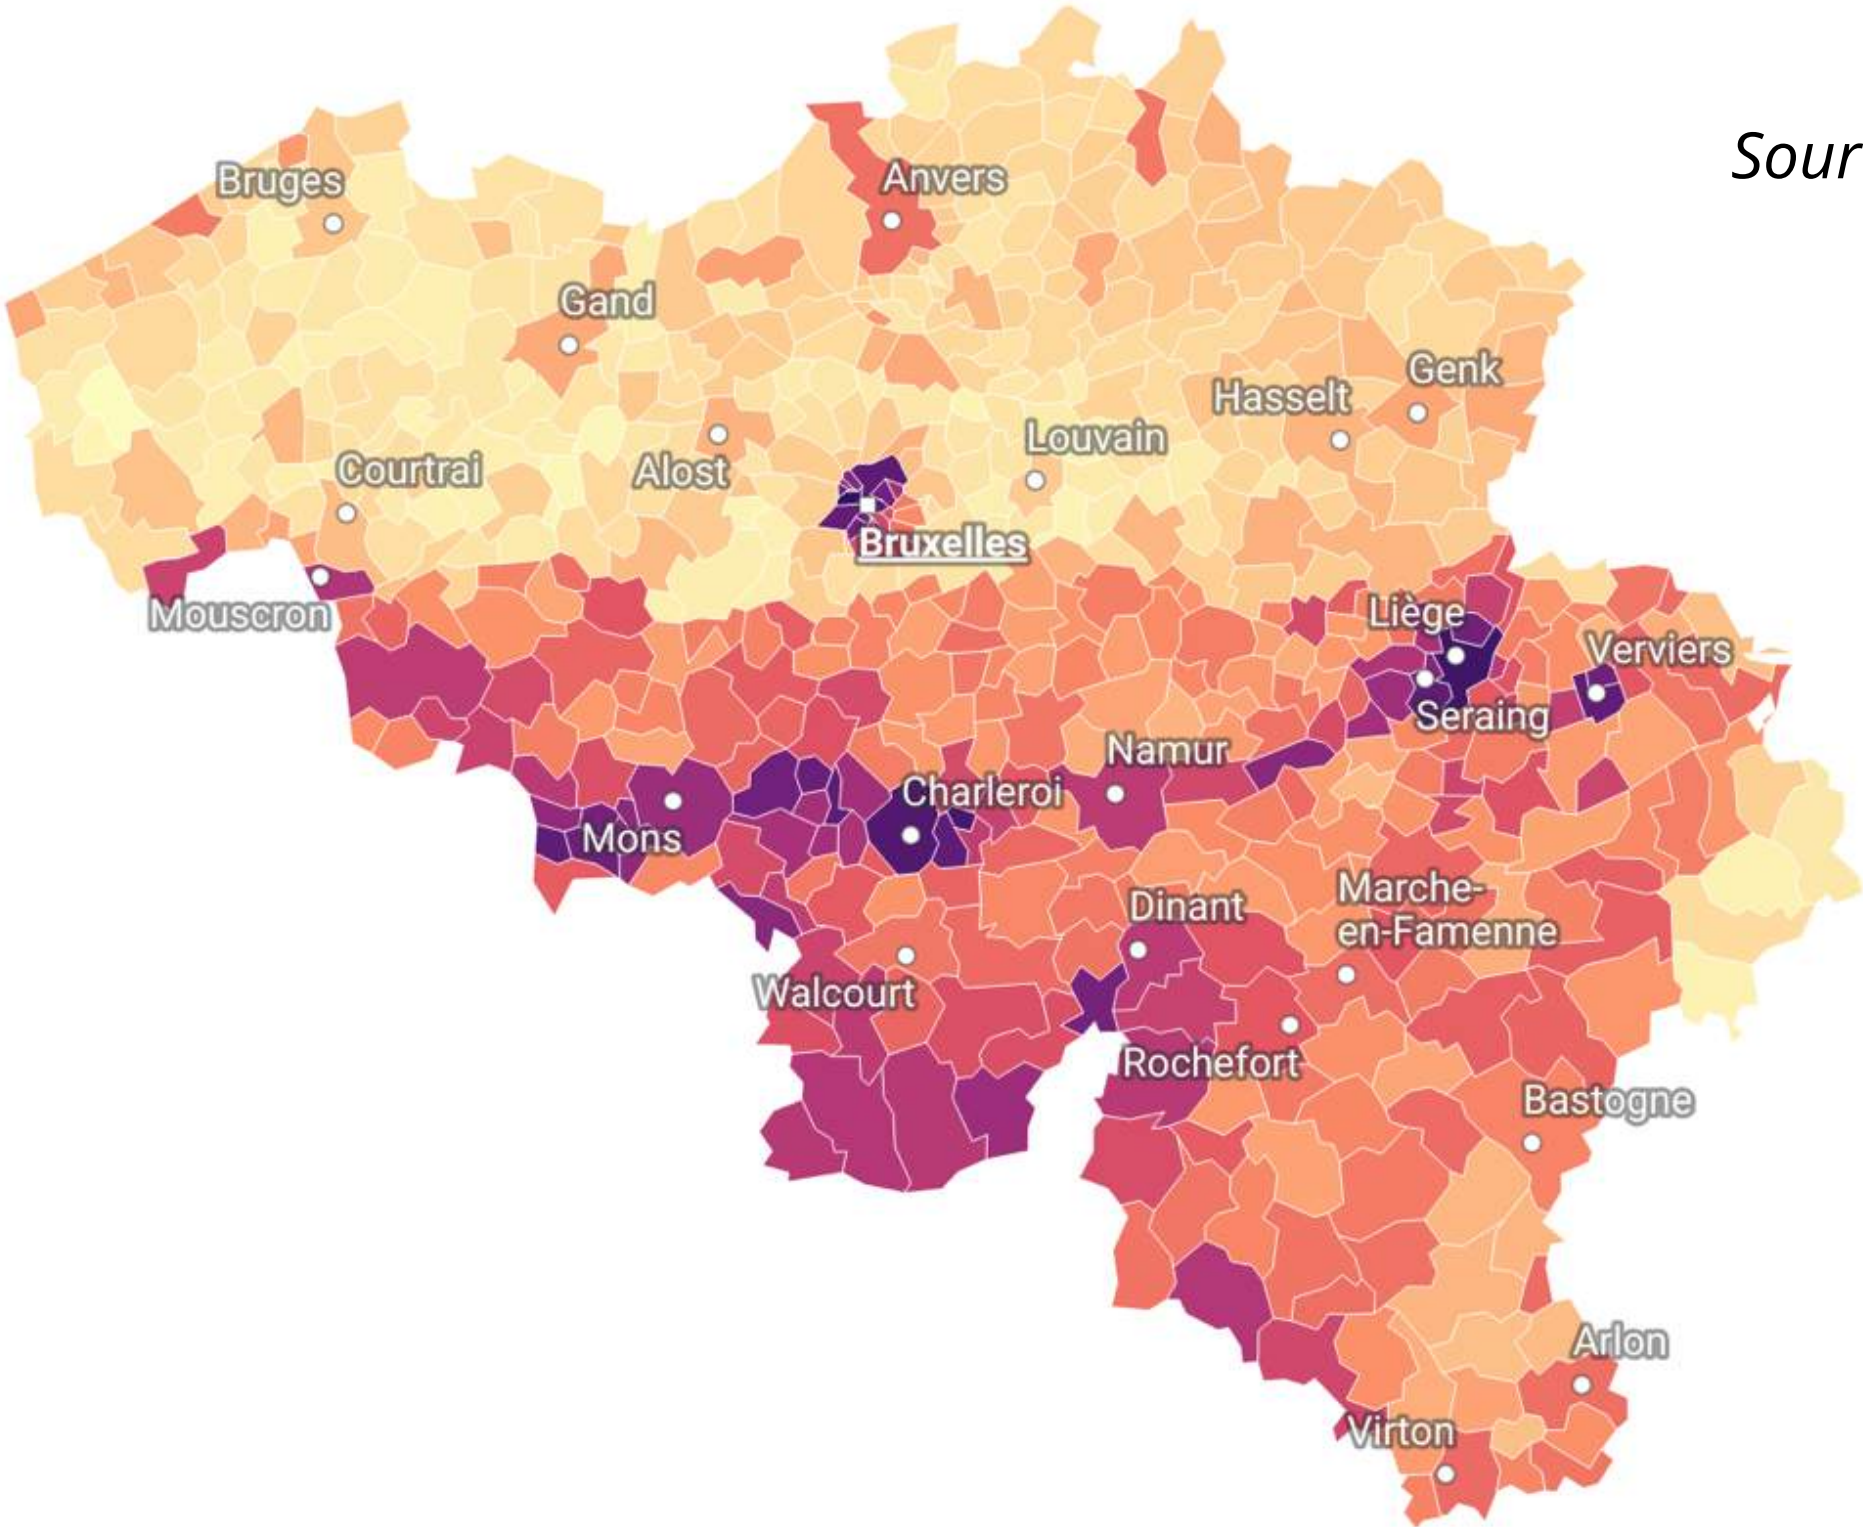 Sour
Bruges
Anvers
Gand
Genk
Hasselt
Louvain
Courtrai
Alost
Bruxelles
Mouscron
Liège
Verviers
Seraing
Namur
Charleroi
Mons
Marche-
en-Famenne
Dinant
Walcourt
Rochefort
Bastogne
Arlon
Virton